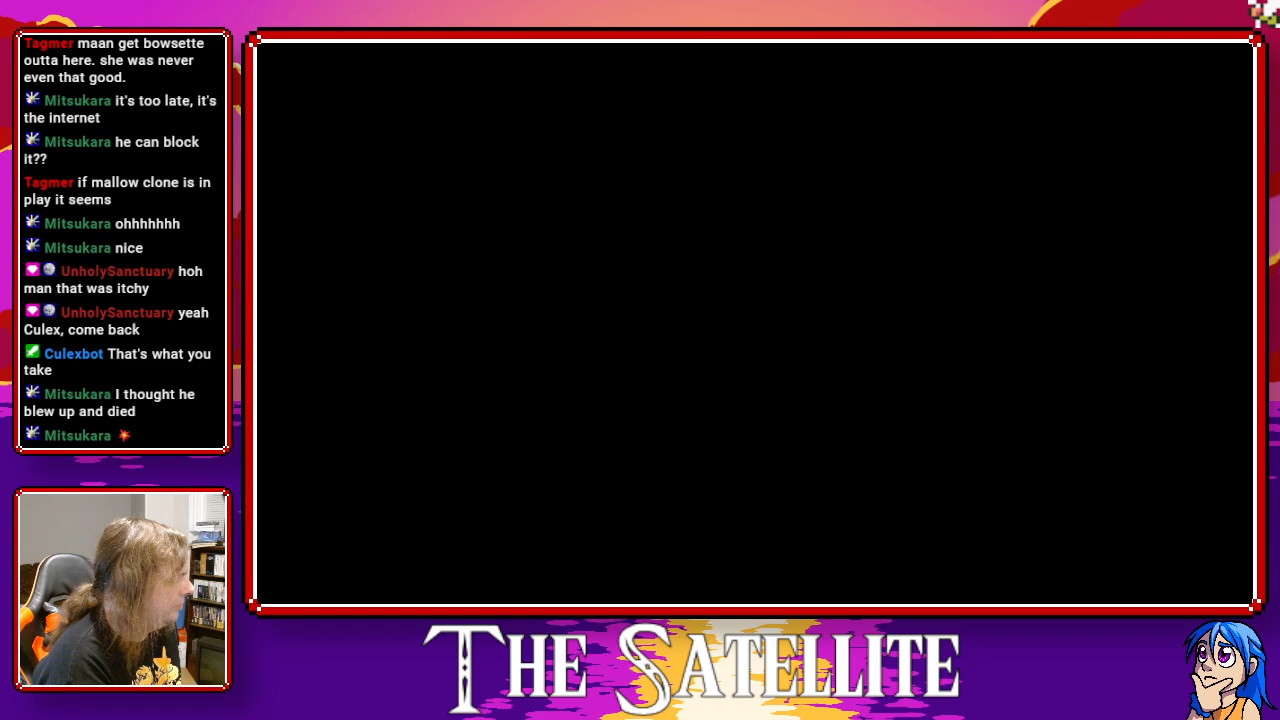 Tagmer maan get bowsette
outta here. she was never
even that good.
Mitsukara it's too late, it's
the internet
Mitsukara he can block
it??
Tagmer if mallow clone is in
play it seems
Mitsukara ohhhhhhh
Mitsukara nice
UnholySanctuary hoh
man that was itchy
UnholySanctuary yeah
Culex, come back
Culexbot That's what you
take
Mitsukara I thought he
blew up and died
Mitsukara
THE SATELLITE